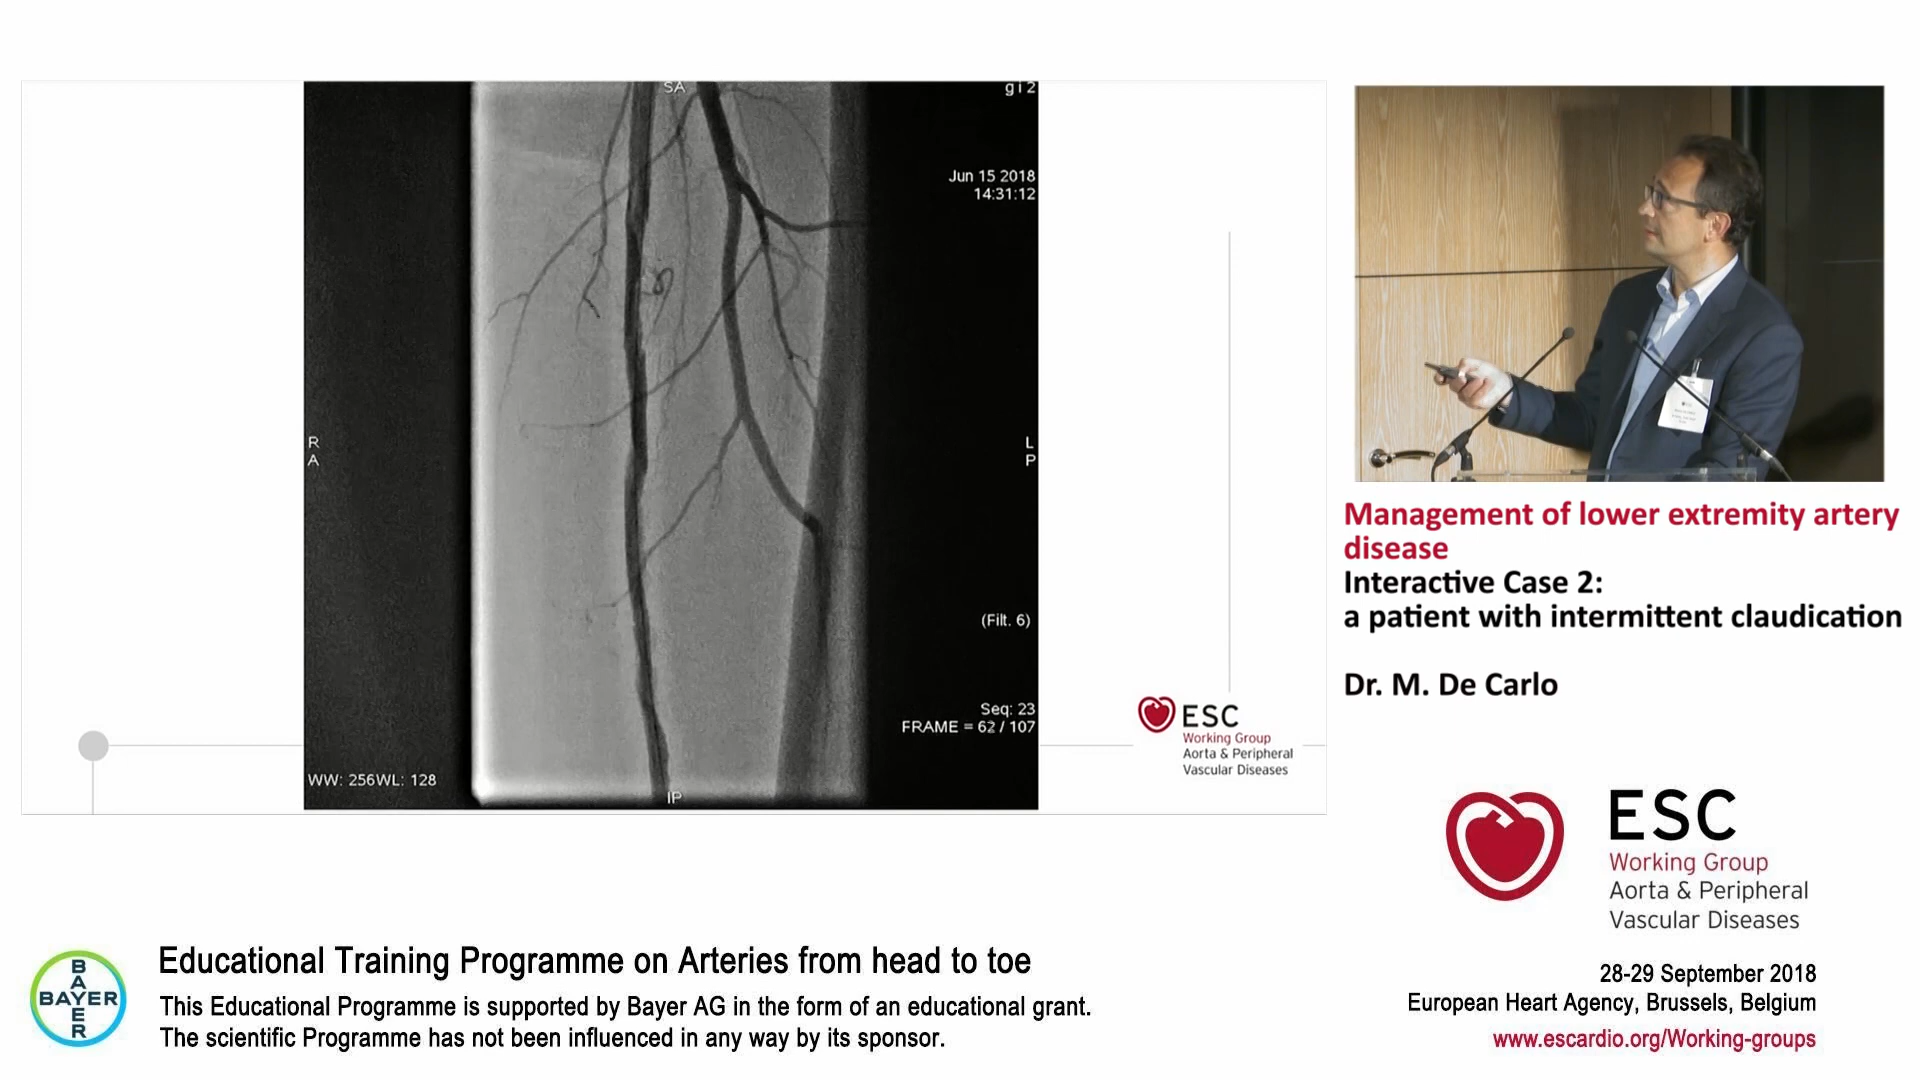 SA
gl 2
Jun 15 2018
14:31:12
R
A
L
P
(Filt. 6)
Seq: 23
FRAME = 62 / 107
WW: 256WL: 128
IP
ESC
Working Group
Aorta & Peripheral
Vascular Diseases
Management of lower extremity artery
disease
Interactive Case 2:
a patient with intermittent claudication
Dr. M. De Carlo
ESC
Working Group
Aorta & Peripheral
Vascular Diseases
BAYER
BAYER
Educational Training Programme on Arteries from head to toe
This Educational Programme is supported by Bayer AG in the form of an educational grant.
The scientific Programme has not been influenced in any way by its sponsor.
28-29 September 2018
European Heart Agency, Brussels, Belgium
www.escardio.org/Working-groups